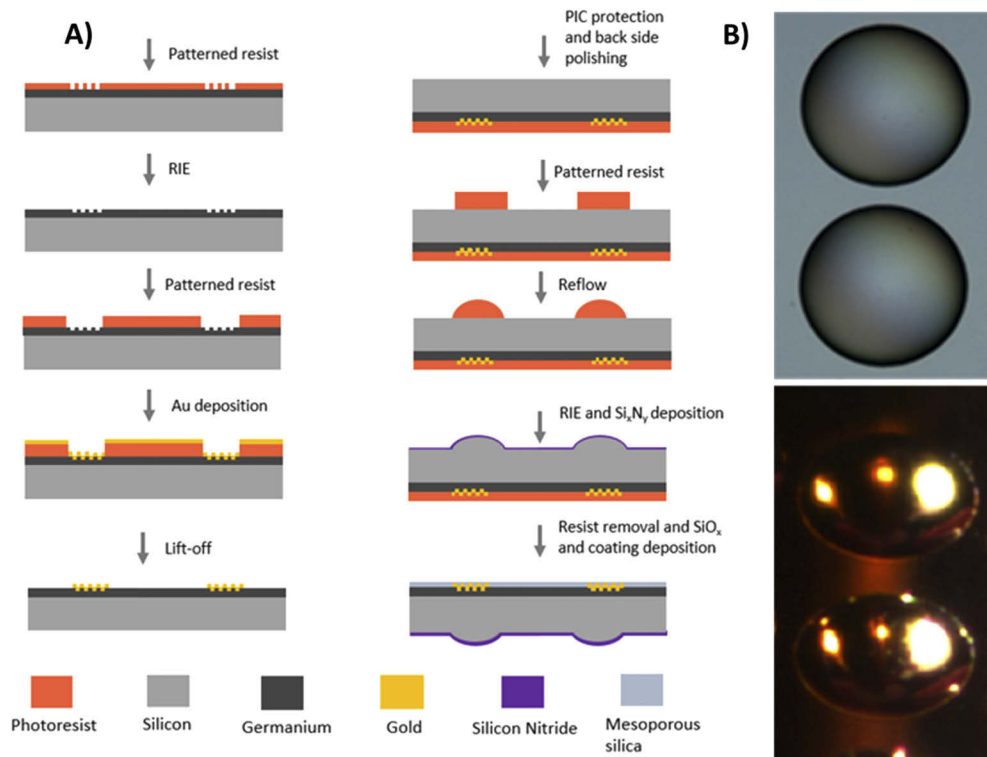 A)
Patterned resist
RIE
Patterned resist
Au deposition
Lift-off
PIC protection
and back side
polishing
Patterned resist
Reflow
RIE and SiₓNᵧ deposition
Resist removal and SiOₓ
and coating deposition
B)
Photoresist
Silicon
Germanium
Gold
Silicon Nitride
Mesoporous
silica